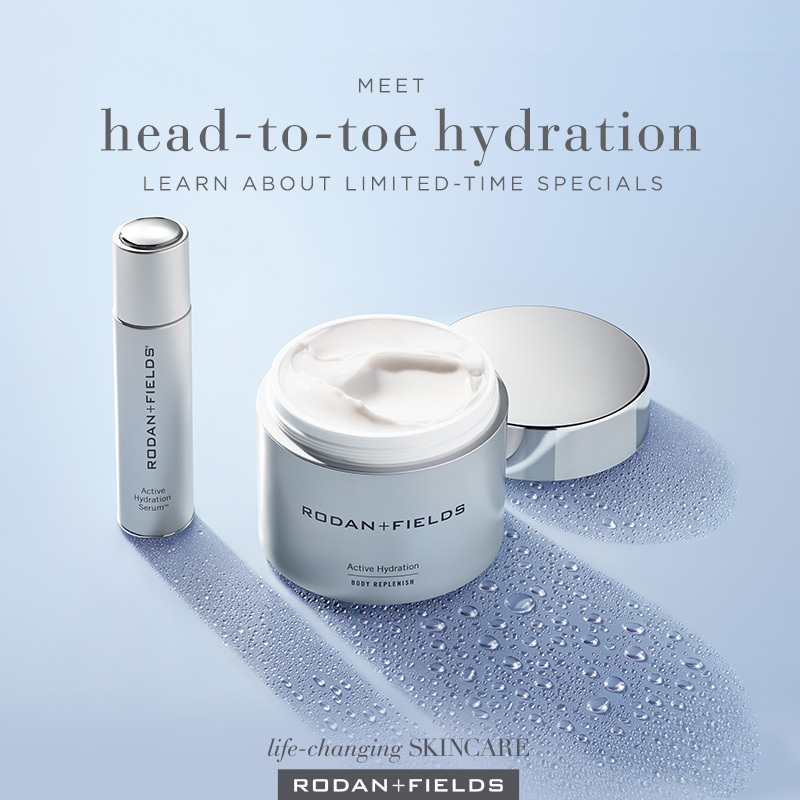 MEET
head-to-toe hydration
LEARN ABOUT LIMITED-TIME SPECIALS
RODAN+FIELDS®
Active
Hydration
Serum™
RODAN+FIELDS
Active Hydration
BODY REPLENISH
life-changing SKINCARE
RODAN+FIELDS